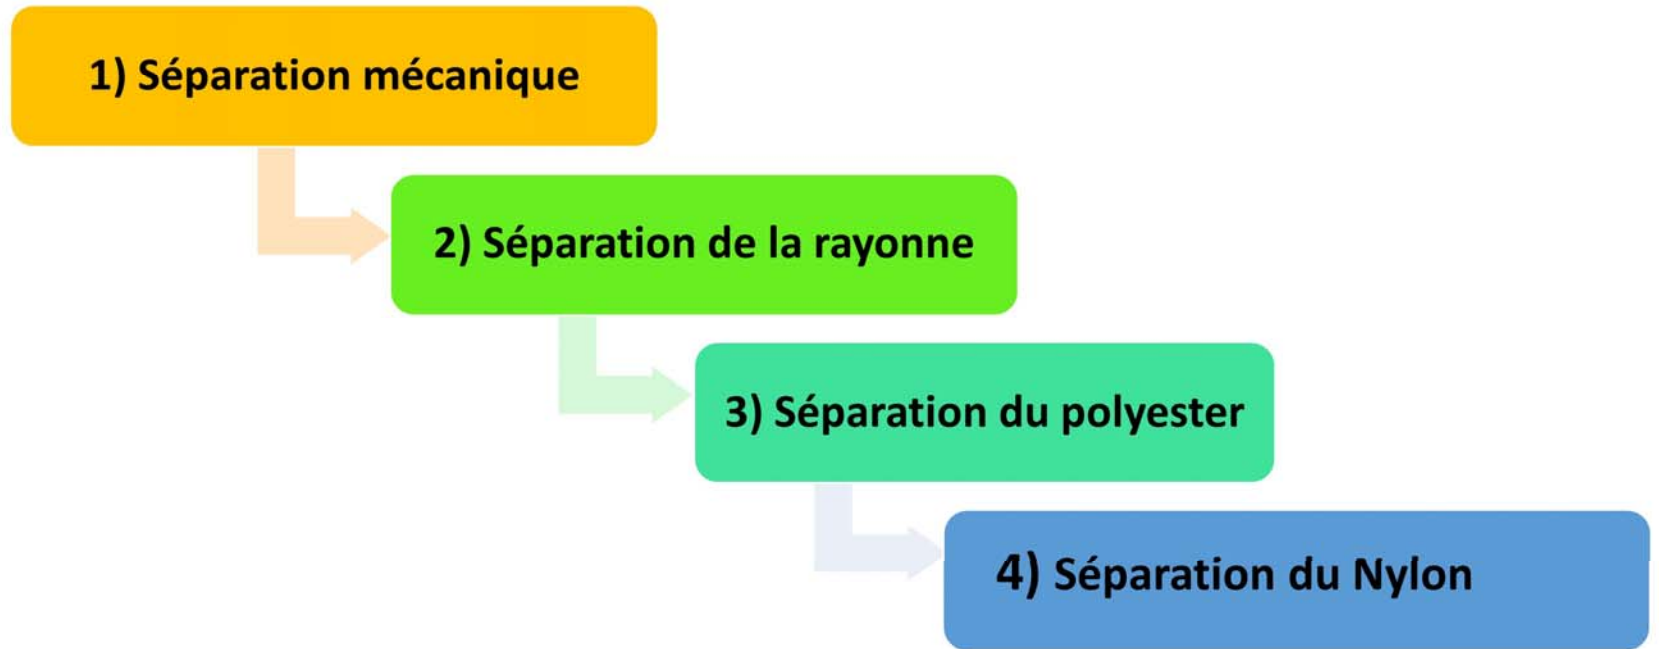 1) Séparation mécanique
2) Séparation de la rayonne
3) Séparation du polyester
4) Séparation du Nylon